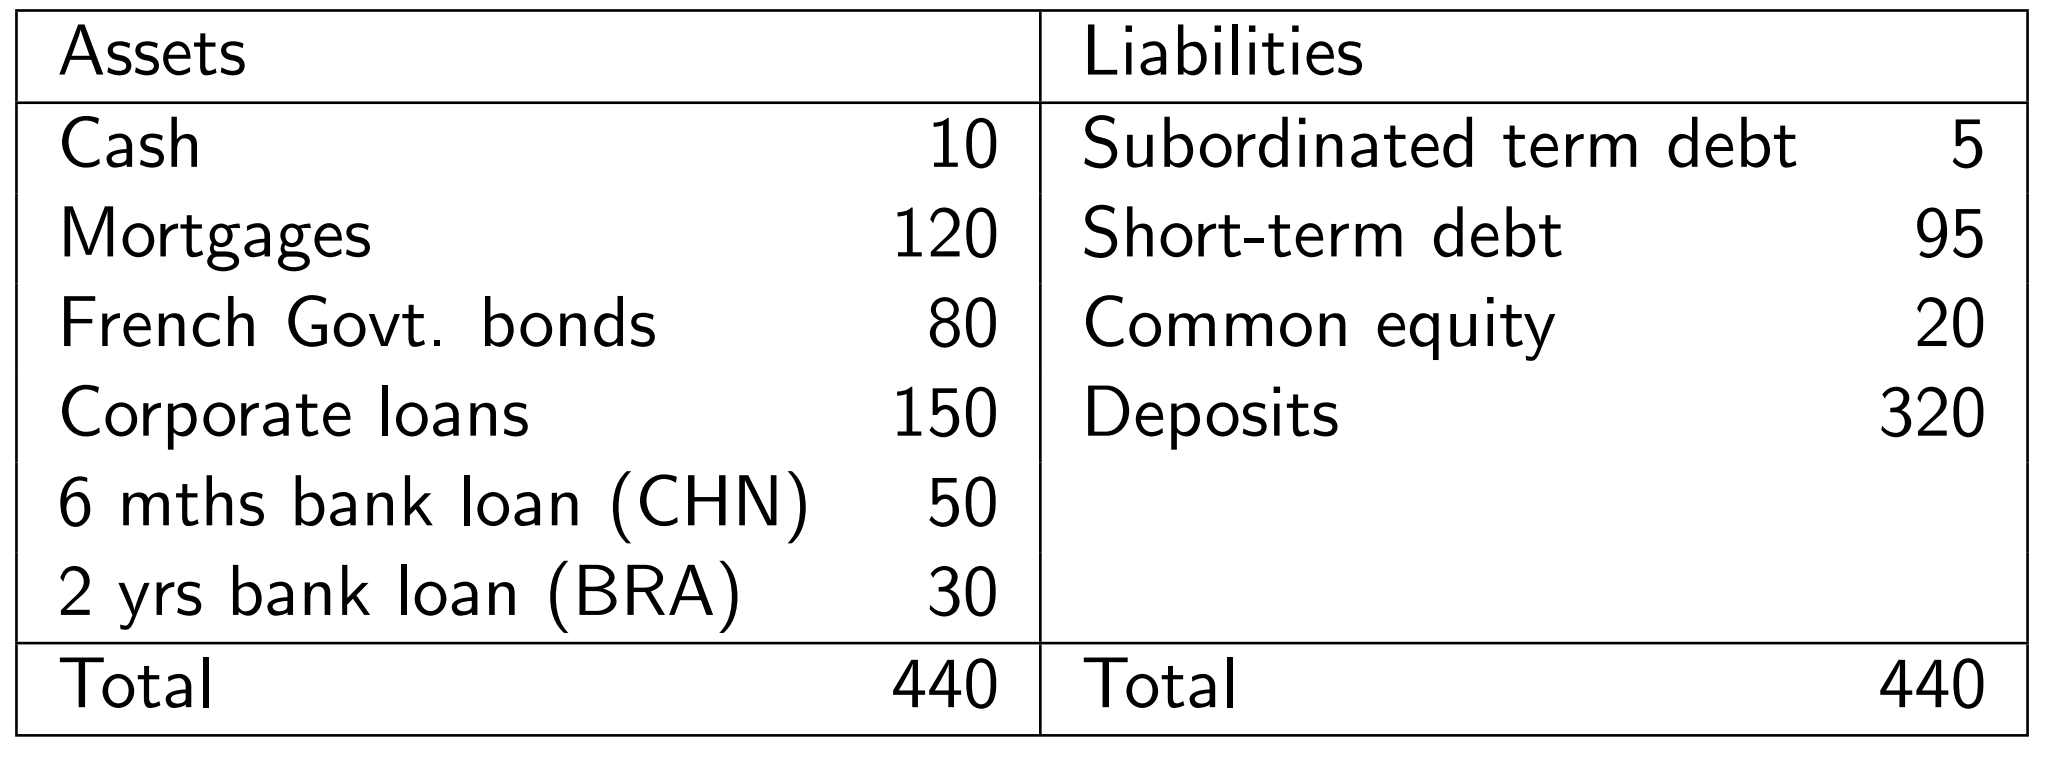 Assets Liabilities
Cash 10 Subordinated term debt 5
Mortgages 120 Short-term debt 95
French Govt. bonds 80 Common equity 20
Corporate loans 150 Deposits 320
6 mths bank loan (CHN) 50
2 yrs bank loan (BRA) 30
Total 440 Total 440